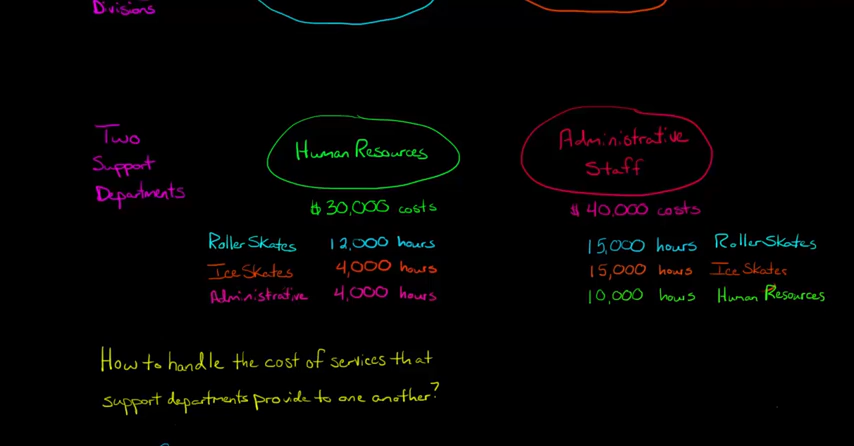 Divisions
Two
Support
Departments
Human Resources
$30,000 costs
Roller Skates 12,000 hours
Ice Skates 4,000 hours
Administrative 4,000 hours
Administrative
Staff
$40,000 costs
15,000 hours Roller Skates
15,000 hours Ice Skates
10,000 hours Human Resources
How to handle the cost of services that
support departments provide to one another?